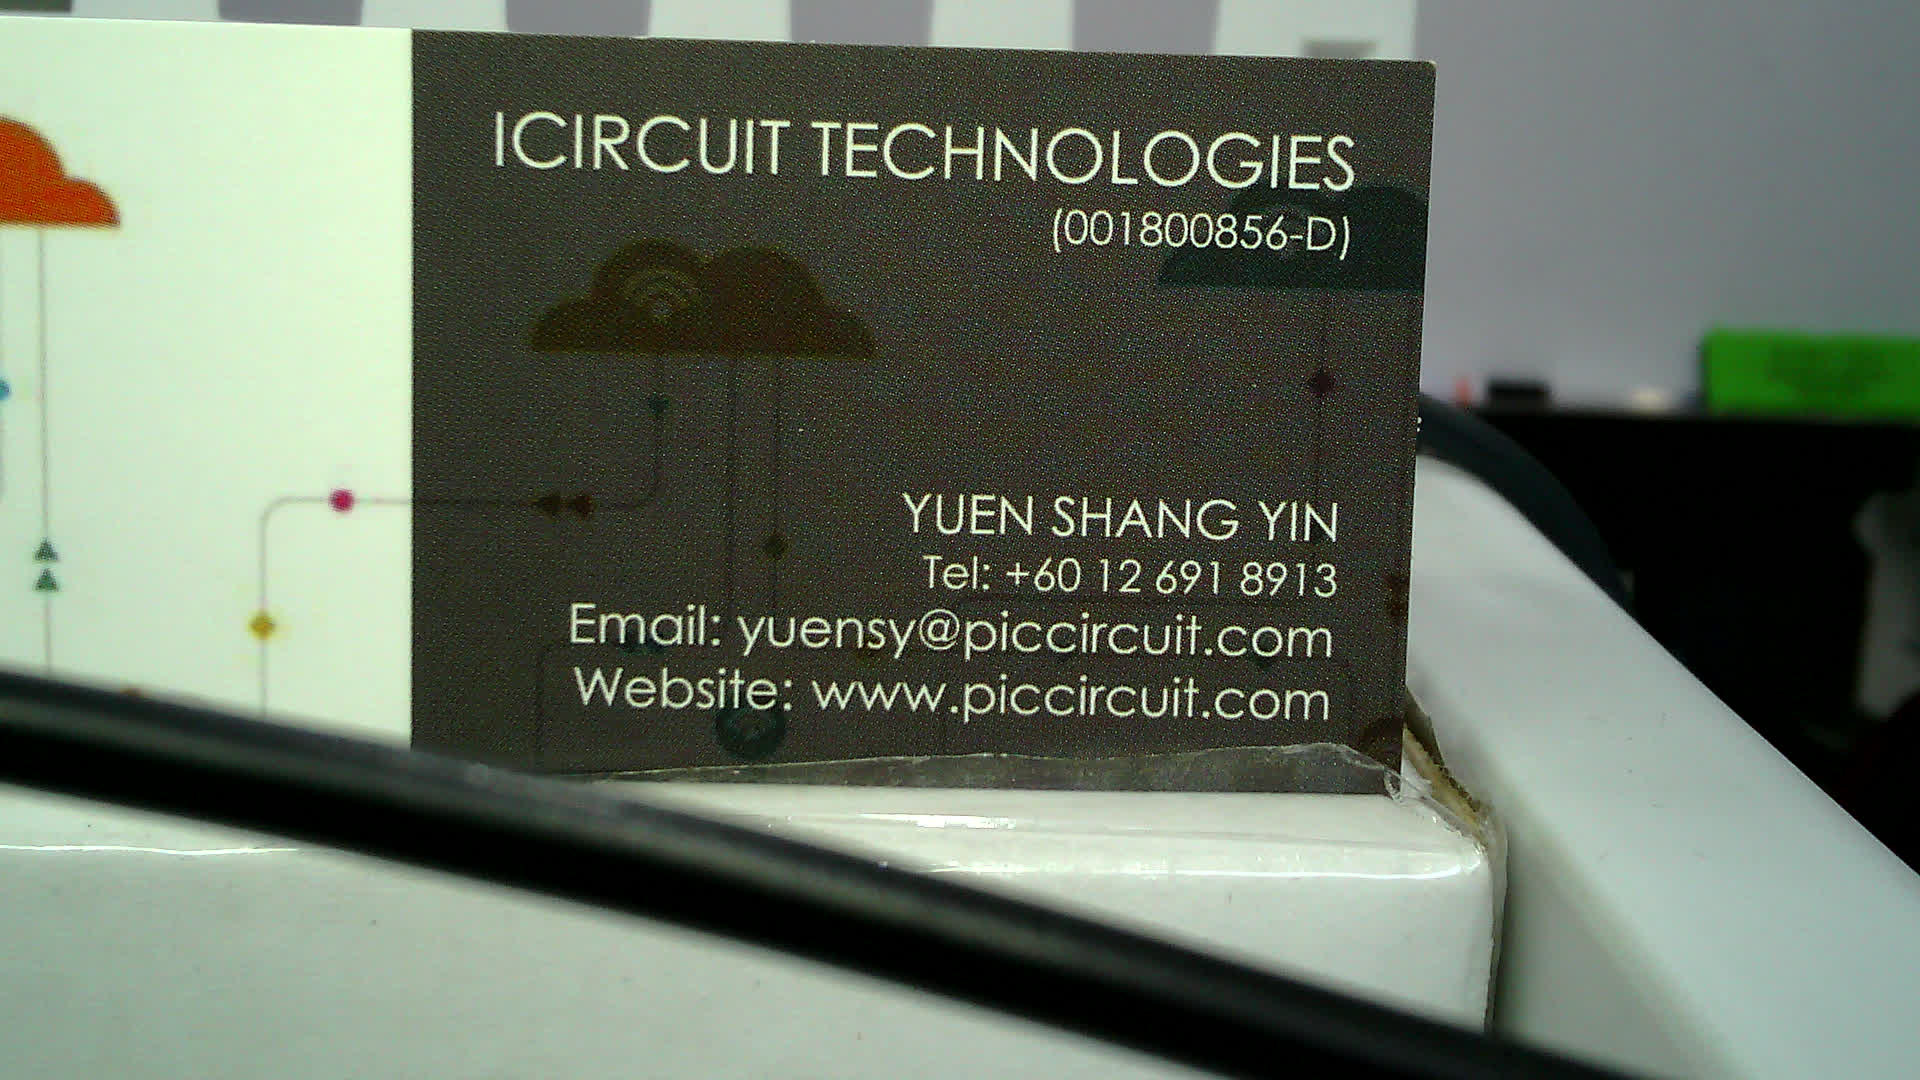 ICIRCUIT TECHNOLOGIES
(001800856-D)
YUEN SHANG YIN
Tel: +60 12 691 8913
Email: yuensy@piccircuit.com
Website: www.piccircuit.com